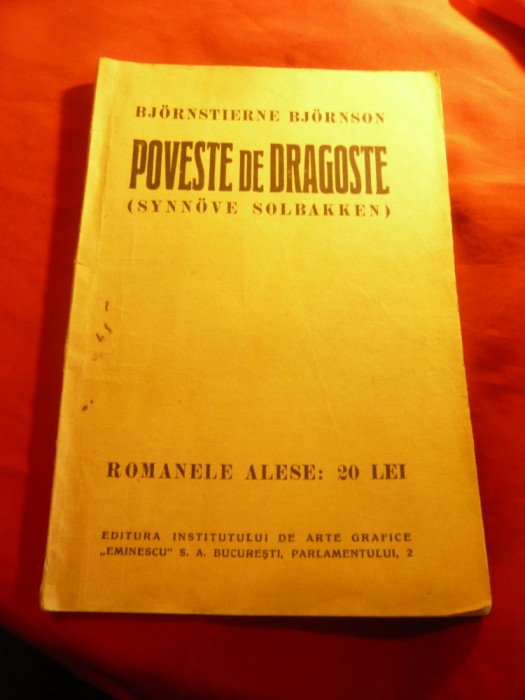 BJÖRNSTIERNE BJÖRNSON
POVESTE DE DRAGOSTE
(SYNNÖVE SOLBAKKEN)
ROMANELE ALESE: 20 LEI
EDITURA INSTITUTULUI DE ARTE GRAFICE
„EMINESCU" S. A. BUCUREȘTI, PARLAMENTULUI, 2